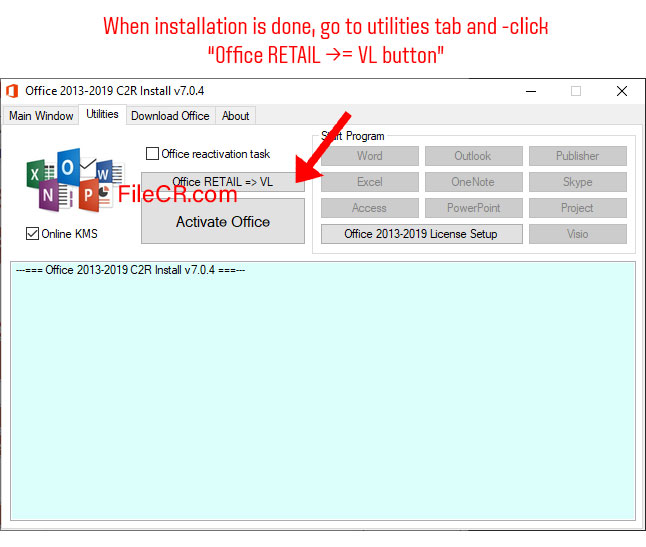 When installation is done, go to utilities tab and -click
“Office RETAIL →= VL button”
Office 2013-2019 C2R Install v7.0.4
Main Window Utilities Download Office About
Office reactivation task
Office RETAIL => VL
Activate Office
Online KMS
FileCR.com
X O W N P
Start Program
Word Outlook Publisher
Excel OneNote Skype
Access PowerPoint Project
Office 2013-2019 License Setup Visio
---=== Office 2013-2019 C2R Install v7.0.4 ===---